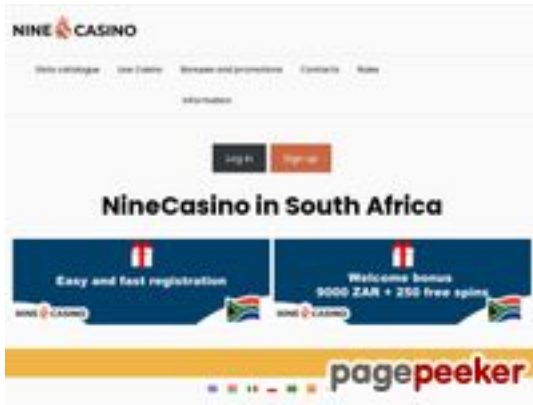 NINE CASINO
Slots catalogue Live Casino Bonuses and promotions Contacts Rules
Information
Log in Sign up
NineCasino in South Africa
Easy and fast registration
Welcome bonus
9000 ZAR + 250 free spins
NINE CASINO
NINE CASINO
pagepeeker